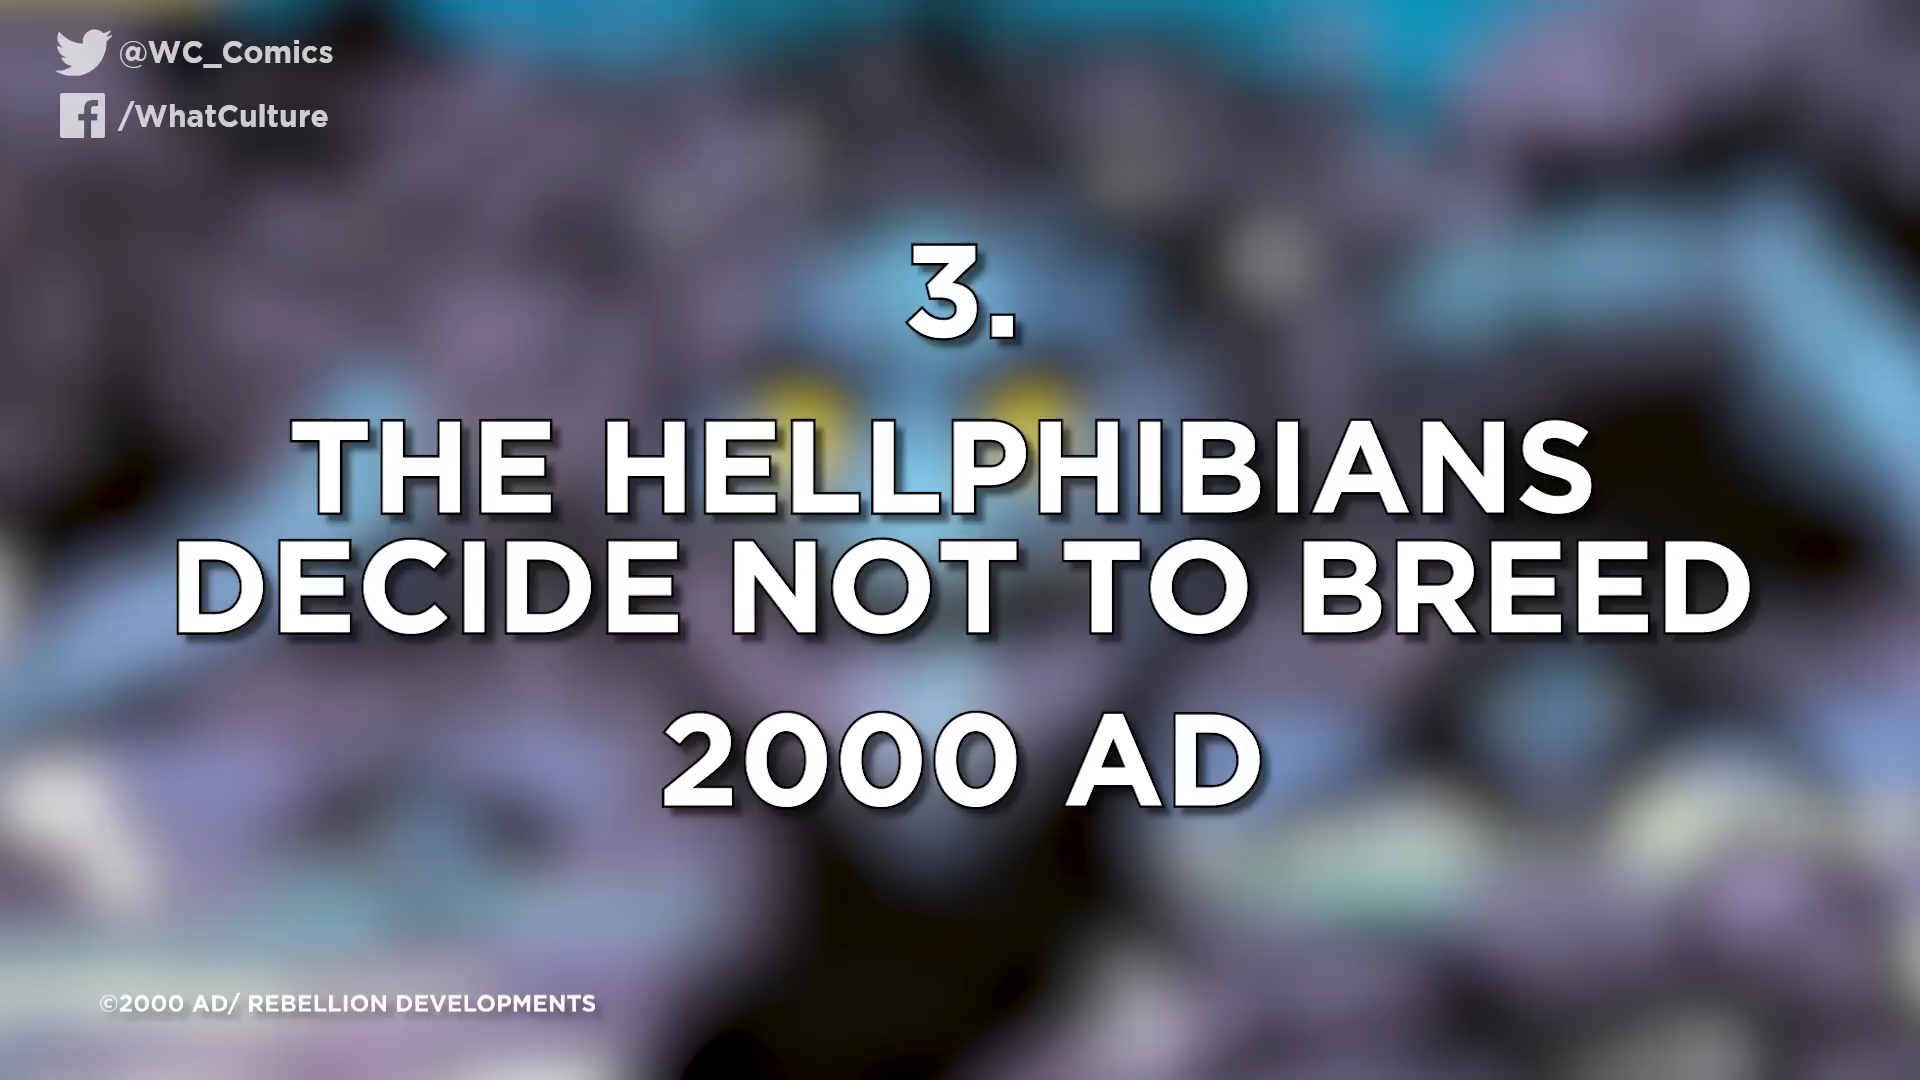 @WC_Comics
/WhatCulture
3.
THE HELLPHIBIANS
DECIDE NOT TO BREED
2000 AD
©2000 AD/ REBELLION DEVELOPMENTS